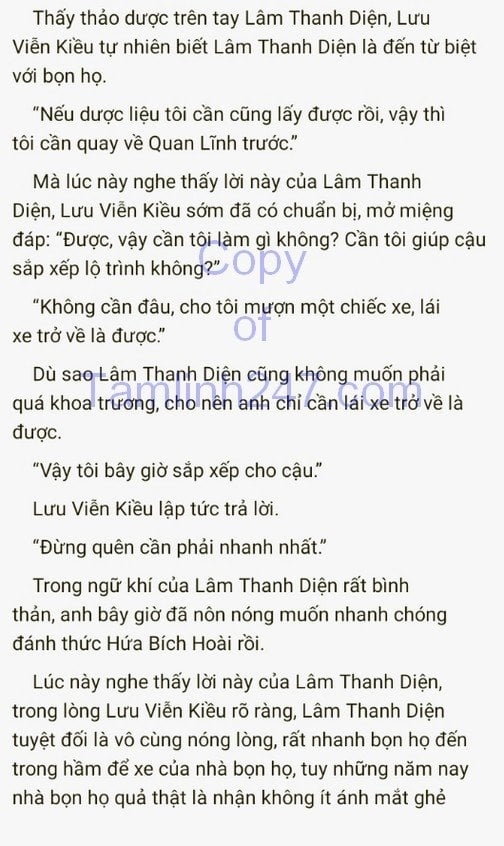 Thấy thảo dược trên tay Lâm Thanh Diện, Lưu
Viễn Kiều tự nhiên biết Lâm Thanh Diện là đến từ biệt
với bọn họ.
“Nếu dược liệu tôi cần cũng lấy được rồi, vậy thì
tôi cần quay về Quan Lĩnh trước.”
Mà lúc này nghe thấy lời này của Lâm Thanh
Diện, Lưu Viễn Kiều sớm đã có chuẩn bị, mở miệng
đáp: “Được, vậy cần tôi làm gì không? Cần tôi giúp cậu
sắp xếp lộ trình không?”
Copy
“Không cần đâu, cho tôi mượn một chiếc xe, lái
of
xe trở về là được.”
Dù sao Lâm Thanh Diện cũng không muốn phải
Tamlinh247.com
quá khoa trương, cho nên anh chỉ cần lái xe trở về là
được.
“Vậy tôi bây giờ sắp xếp cho cậu.”
Lưu Viễn Kiều lập tức trả lời.
“Đừng quên cần phải nhanh nhất.”
Trong ngữ khí của Lâm Thanh Diện rất bình
thản, anh bây giờ đã nôn nóng muốn nhanh chóng
đánh thức Hứa Bích Hoài rồi.
Lúc này nghe thấy lời này của Lâm Thanh Diện,
trong lòng Lưu Viễn Kiều rõ ràng, Lâm Thanh Diện
tuyệt đối là vô cùng nóng lòng, rất nhanh bọn họ đến
trong hầm để xe của nhà bọn họ, tuy những năm nay
nhà bọn họ quả thật là nhận không ít ánh mắt ghẻ